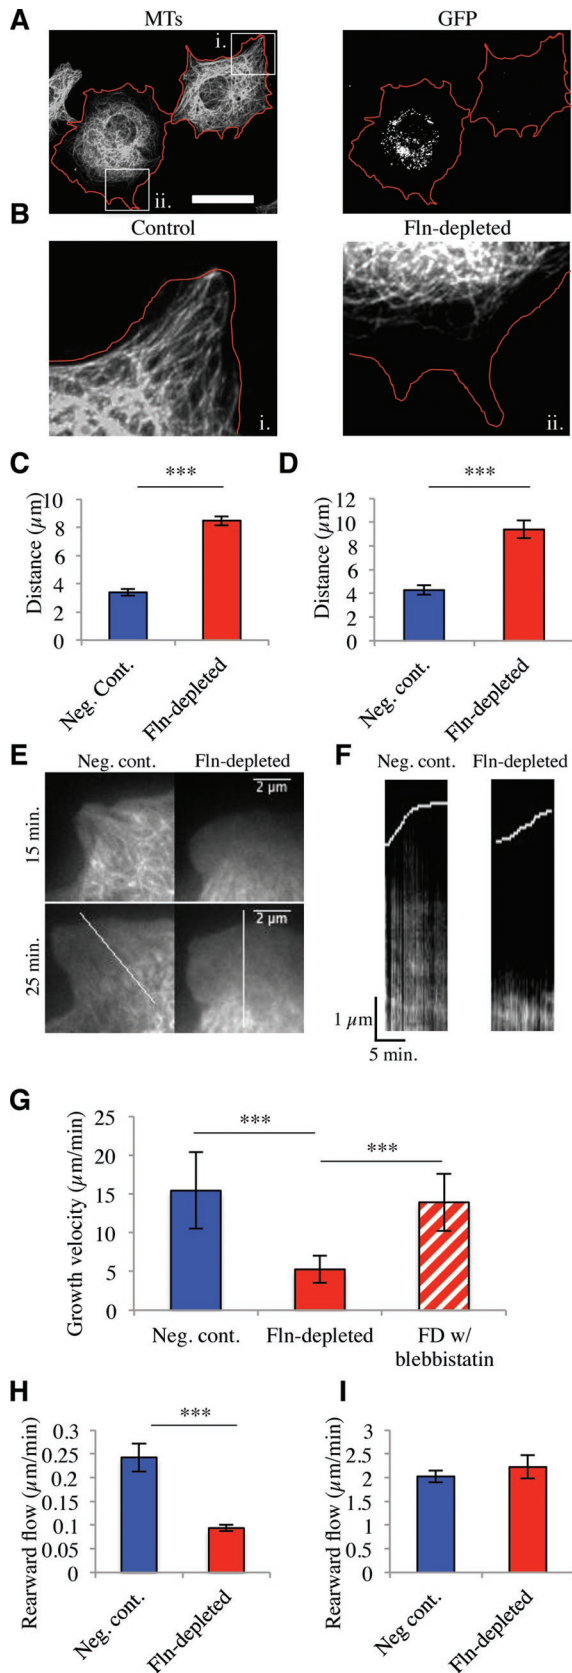 A
MTs
GFP
i.
ii.
B
Control
Fln-depleted
i.
ii.
C
***
Distance (µm)
10
8
6
4
2
0
Neg. Cont.
Fln-depleted
D
***
Distance (µm)
12
10
8
6
4
2
0
Neg. cont.
Fln-depleted
E
Neg. cont.
Fln-depleted
15 min.
2 µm
25 min.
2 µm
F
Neg. cont.
Fln-depleted
1 µm
5 min.
G
***
***
Growth velocity (µm/min)
25
20
15
10
5
0
Neg. cont.
Fln-depleted
FD w/
blebbistatin
H
***
Rearward flow (µm/min)
0.3
0.25
0.2
0.15
0.1
0.05
0
Neg. cont.
Fln-depleted
I
Rearward flow (µm/min)
3
2.5
2
1.5
1
0.5
0
Neg cont.
Fln-depleted